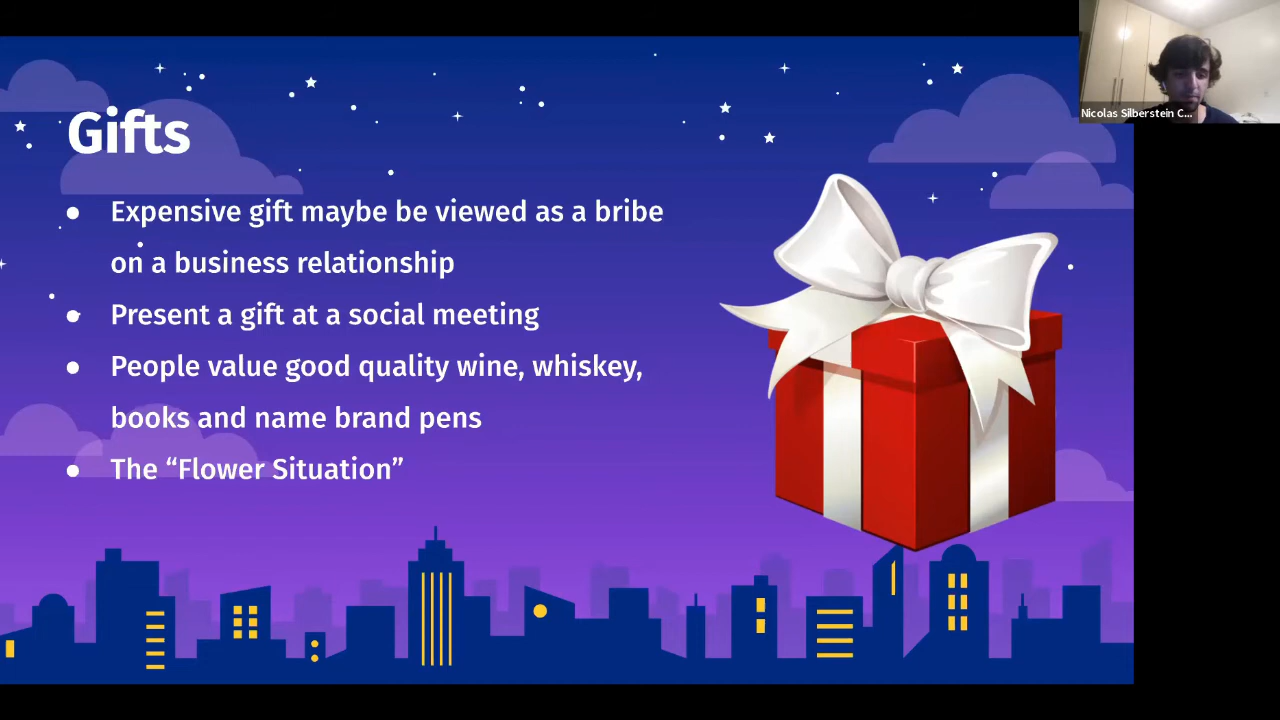 Nicolas Silberstein C...
Gifts
● Expensive gift maybe be viewed as a bribe
on a business relationship
● Present a gift at a social meeting
● People value good quality wine, whiskey,
books and name brand pens
● The “Flower Situation”